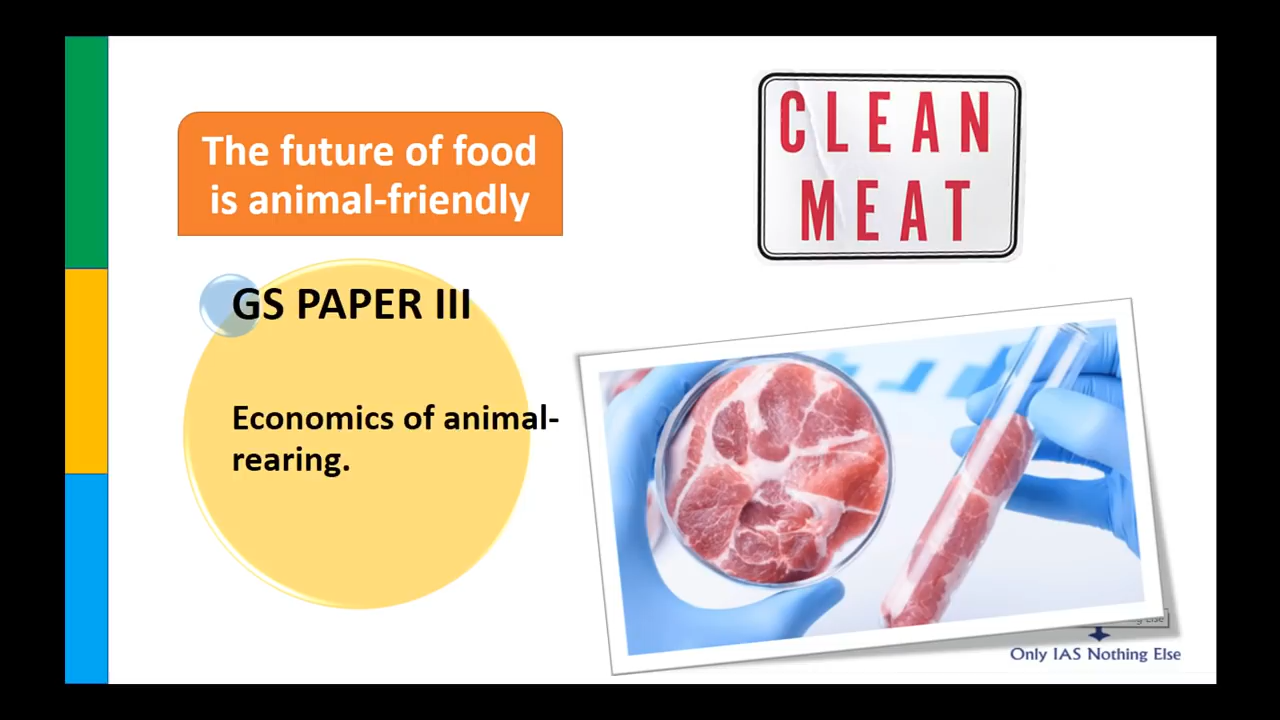 The future of food
is animal-friendly
CLEAN
MEAT
GS PAPER III
Economics of animal-
rearing.
Only IAS Nothing Else